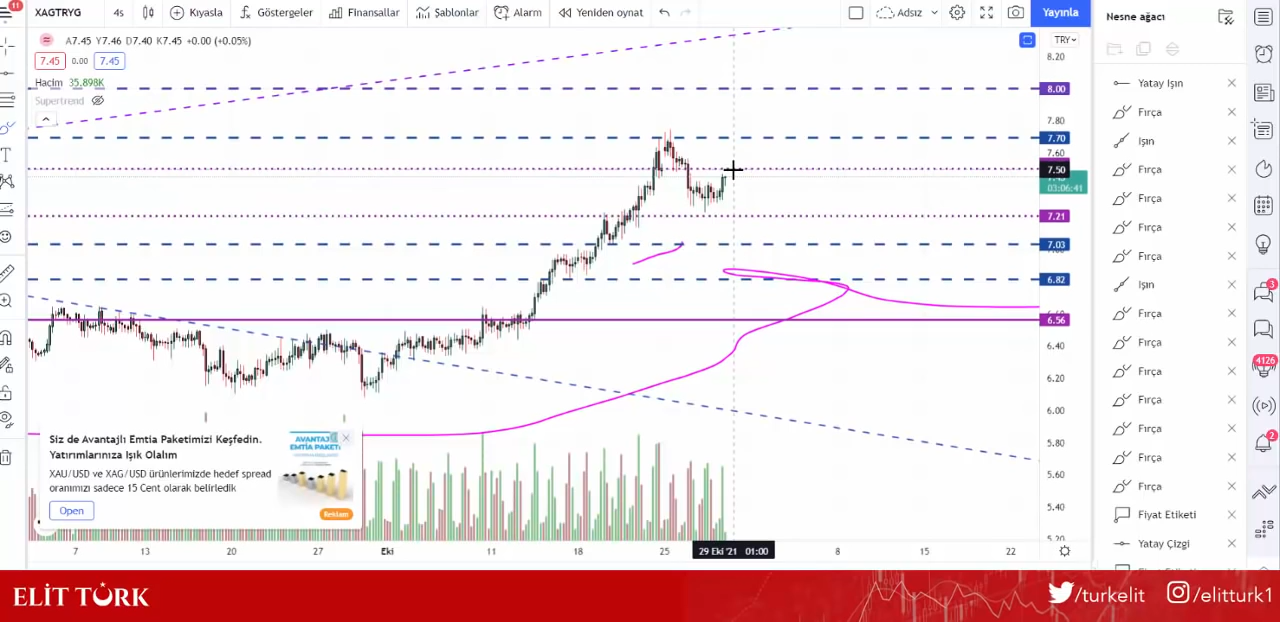 11
XAGTRYG
4s
Kıyasla
Göstergeler
Finansallar
Şablonlar
Alarm
Yeniden oynat
Adsız
Yayınla
Nesne ağacı
A7.45 Y7.46 D7.40 K7.45 +0.00 (+0.05%)
7.45
0.00
7.45
Hacim 35.898K
Supertrend
TRY
8.20
8.00
7.80
7.70
7.60
7.50
03:06:41
7.21
7.03
6.82
6.56
6.40
6.20
6.00
5.80
5.60
5.40
5.20
Siz de Avantajlı Emtia Paketimizi Keşfedin.
Yatırımlarınıza Işık Olalım
XAU/USD ve XAG/USD ürünlerimizde hedef spread
oranımızı sadece 15 Cent olarak belirledik
Open
EMTİA PAKET
Reklam
7
13
20
27
Eki
11
18
25
29 Eki '21 01:00
8
15
22
Yatay Işın
Fırça
Işın
Fırça
Fırça
Fırça
Fırça
Işın
Fırça
Fırça
Fırça
Fırça
Fırça
Fırça
Fırça
Fiyat Etiketi
Yatay Çizgi
3
4126
2
ELİT TÜRK
/turkelit
/elitturk1